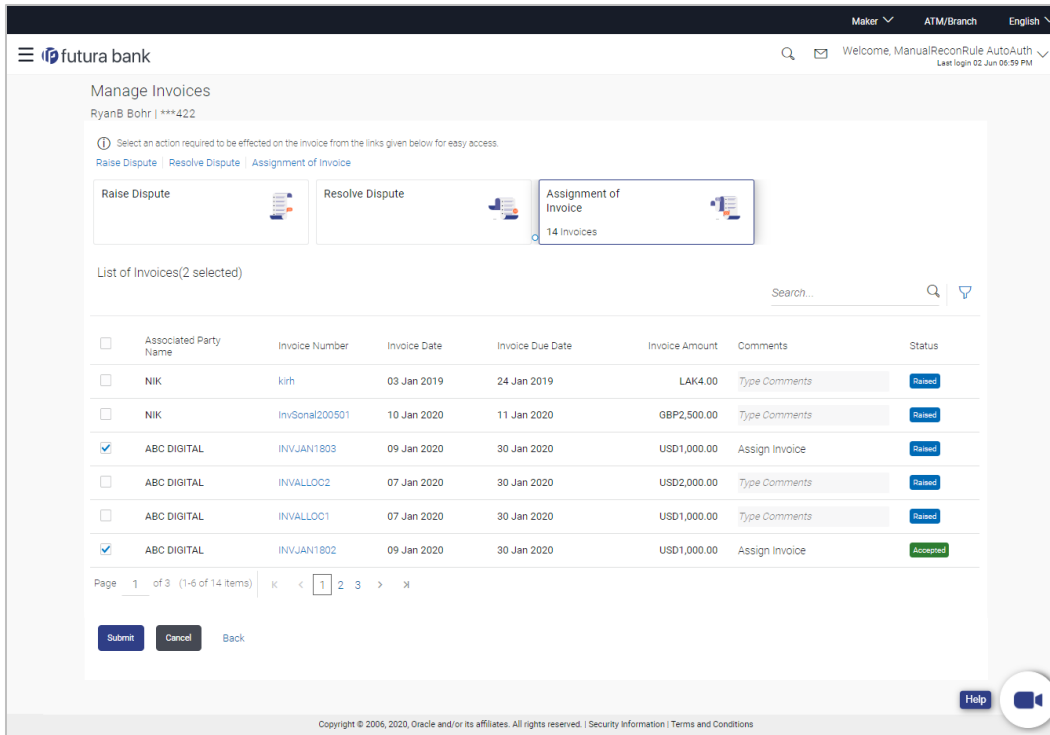 Maker ATM/Branch English
futura bank
Welcome, ManualReconRule AutoAuth
Last login 02 Jun 06:59 PM
Manage Invoices
RyanB Bohr | ***422
Select an action required to be effected on the invoice from the links given below for easy access.
Raise Dispute | Resolve Dispute | Assignment of Invoice
Raise Dispute
Resolve Dispute
Assignment of
Invoice
14 Invoices
List of Invoices(2 selected)
Search...
Associated Party
Name
Invoice Number Invoice Date Invoice Due Date Invoice Amount Comments Status
NIK kirh 03 Jan 2019 24 Jan 2019 LAK4.00 Type Comments Raised
NIK InvSonal200501 10 Jan 2020 11 Jan 2020 GBP2,500.00 Type Comments Raised
ABC DIGITAL INVJAN1803 09 Jan 2020 30 Jan 2020 USD1,000.00 Assign Invoice Raised
ABC DIGITAL INVALLOC2 07 Jan 2020 30 Jan 2020 USD2,000.00 Type Comments Raised
ABC DIGITAL INVALLOC1 07 Jan 2020 30 Jan 2020 USD1,000.00 Type Comments Raised
ABC DIGITAL INVJAN1802 09 Jan 2020 30 Jan 2020 USD1,000.00 Assign Invoice Accepted
Page 1 of 3 (1-6 of 14 items) 1 2 3
Submit Cancel Back
Help
Copyright © 2006, 2020, Oracle and/or its affiliates. All rights reserved. | Security Information | Terms and Conditions